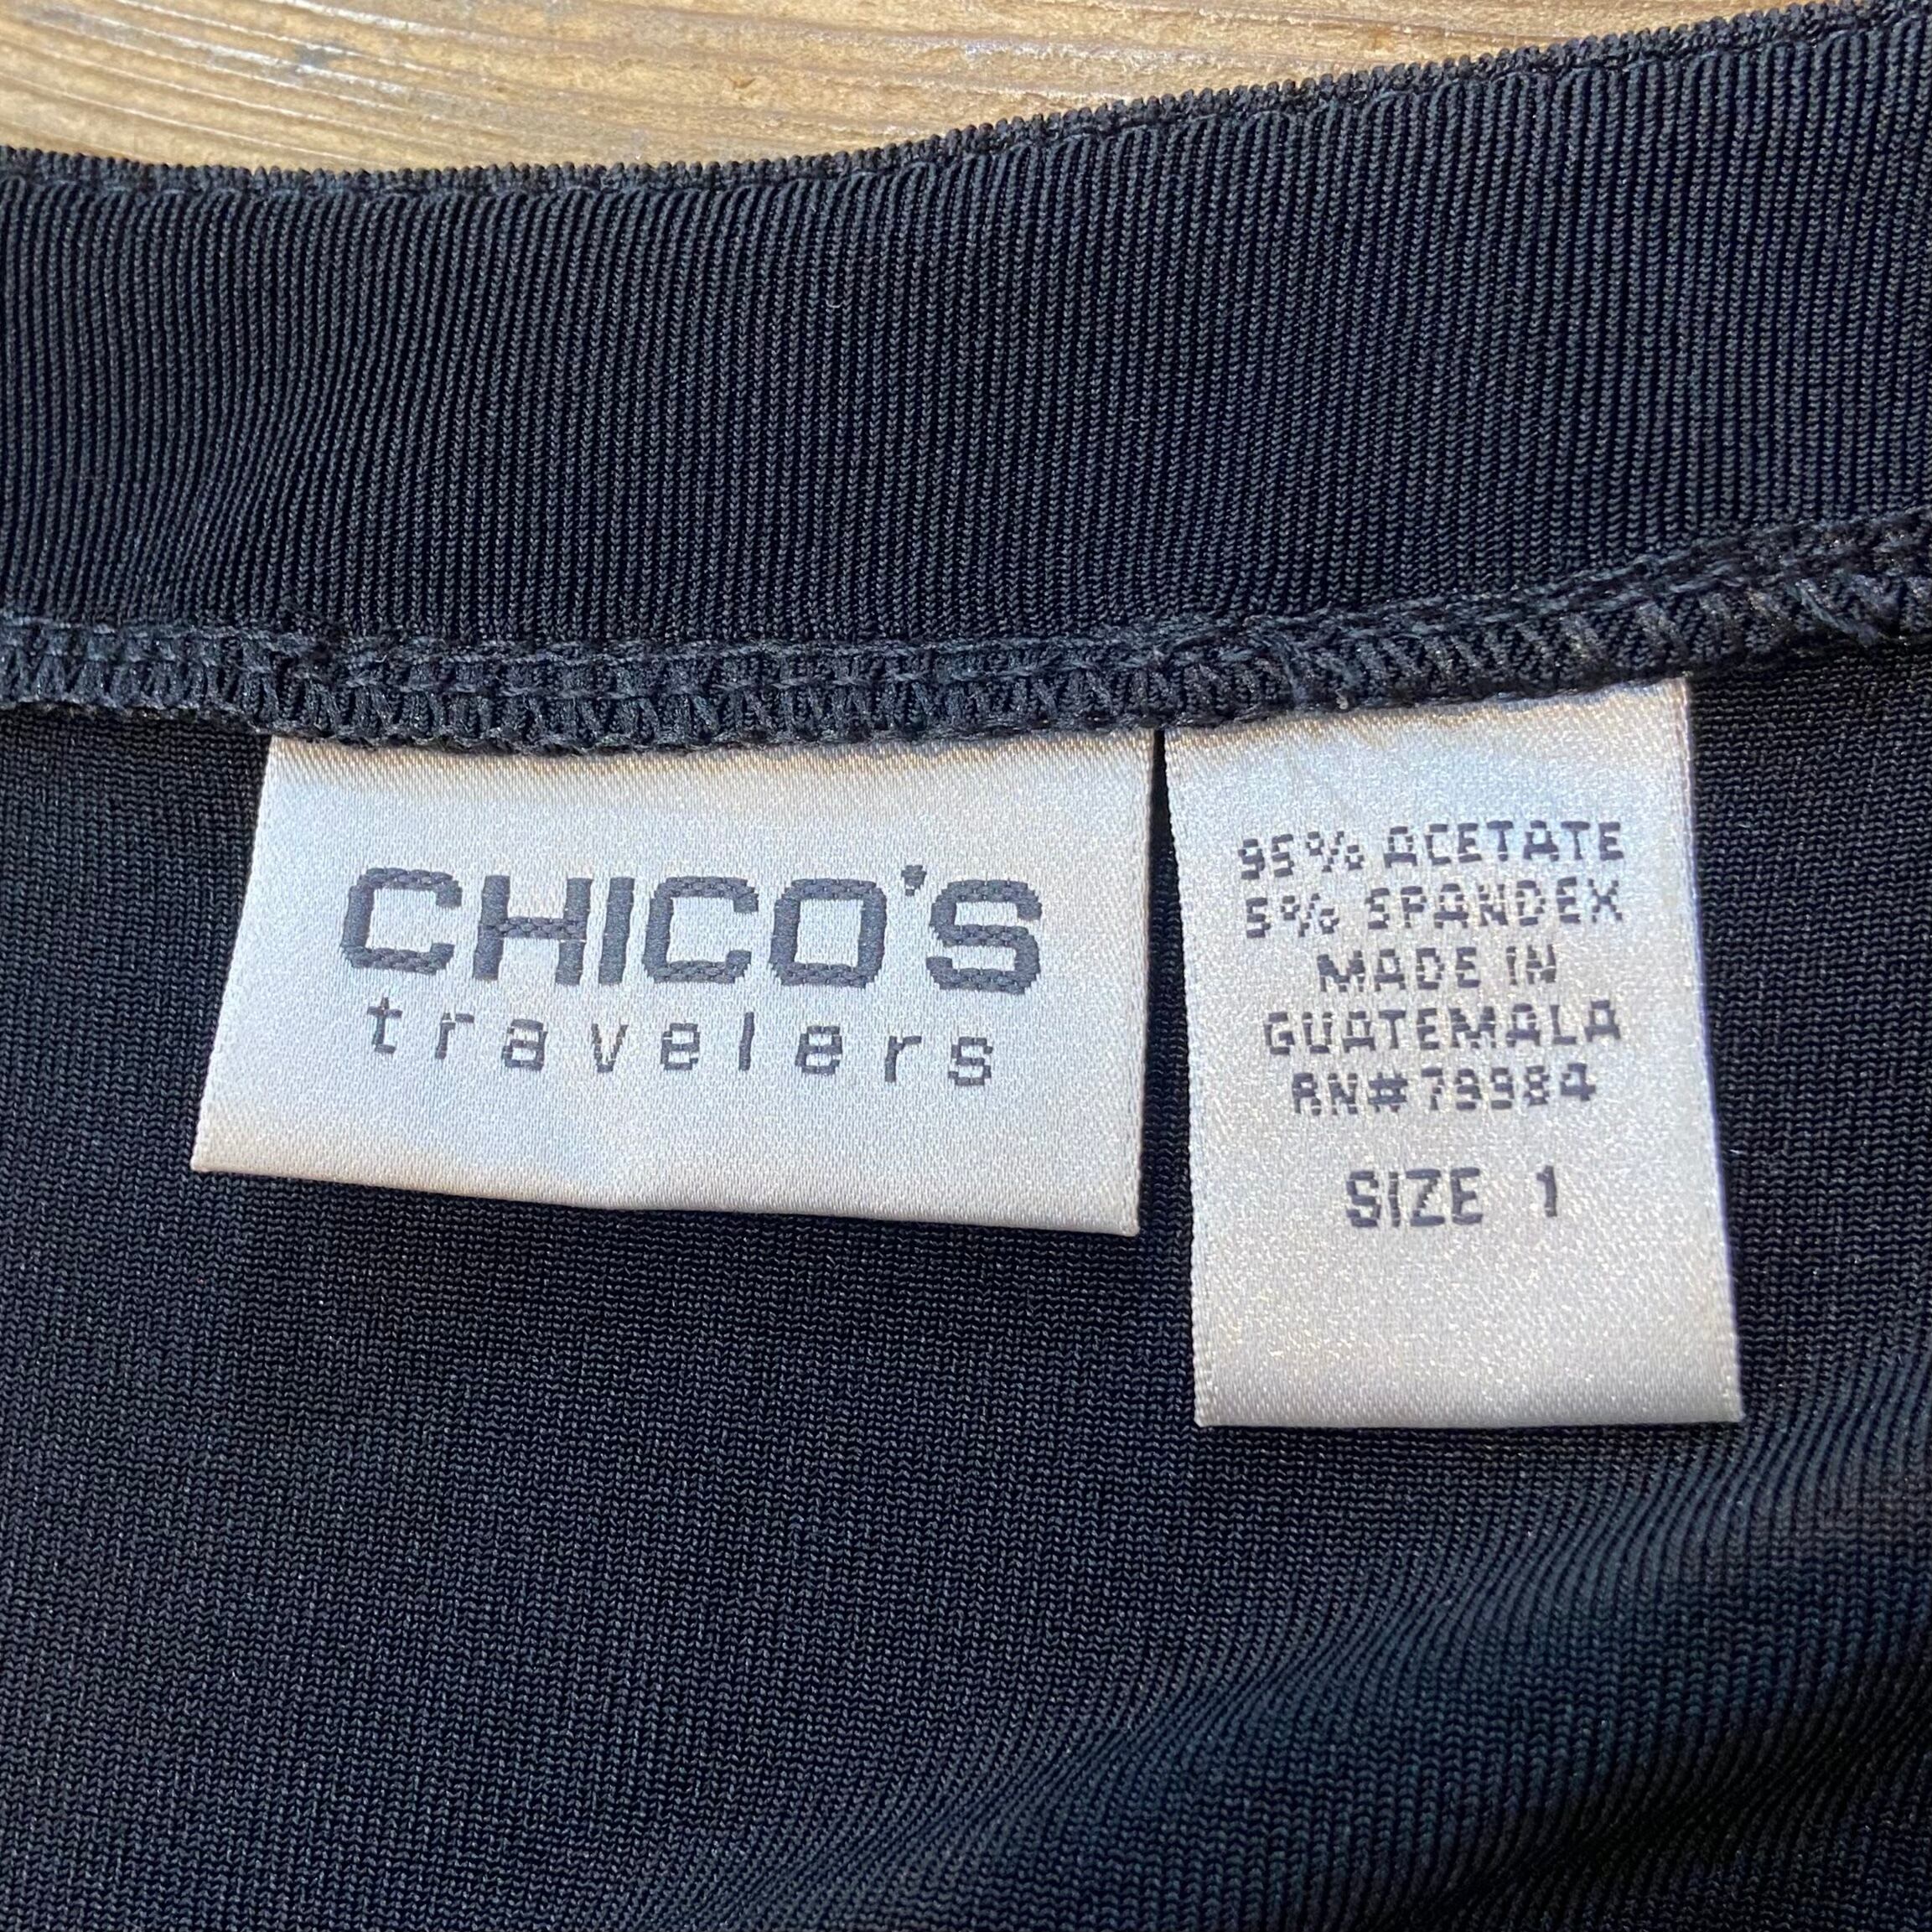 CHICO'S
travelers
95% ACETATE
5% SPANDEX
MADE IN
GUATEMALA
RN#79984
SIZE 1